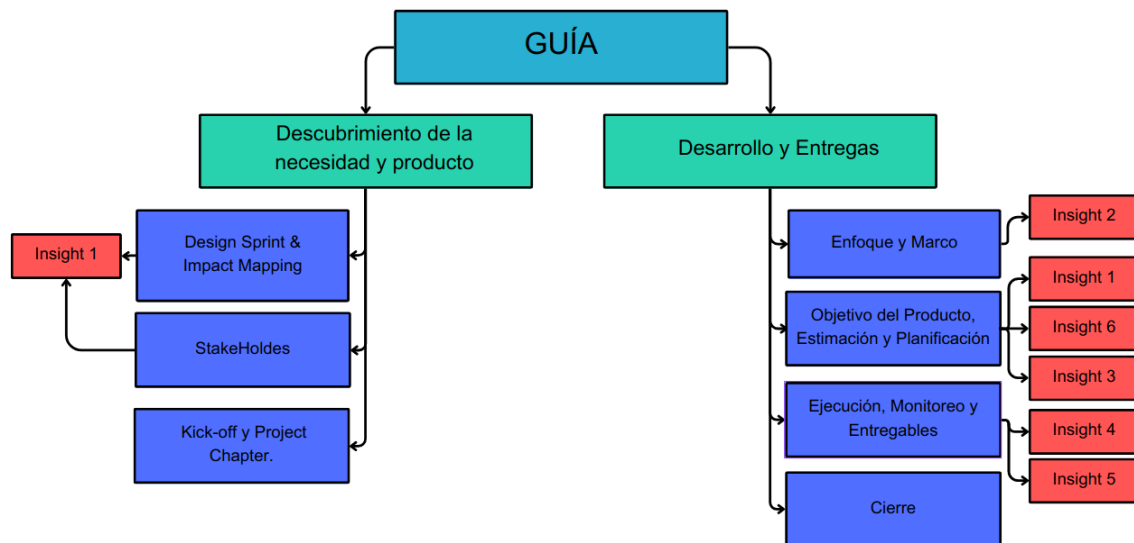 GUÍA
Descubrimiento de la
necesidad y producto
Desarrollo y Entregas
Insight 1
Design Sprint &
Impact Mapping
StakeHoldes
Kick-off y Project
Chapter.
Enfoque y Marco
Insight 2
Objetivo del Producto,
Estimación y Planificación
Insight 1
Insight 6
Insight 3
Ejecución, Monitoreo y
Entregables
Insight 4
Insight 5
Cierre